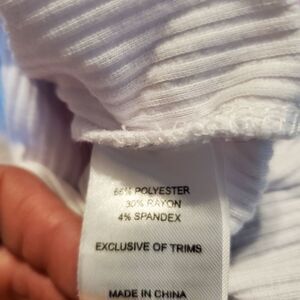 66% POLYESTER
30% RAYON
4% SPANDEX
EXCLUSIVE OF TRIMS
MADE IN CHINA